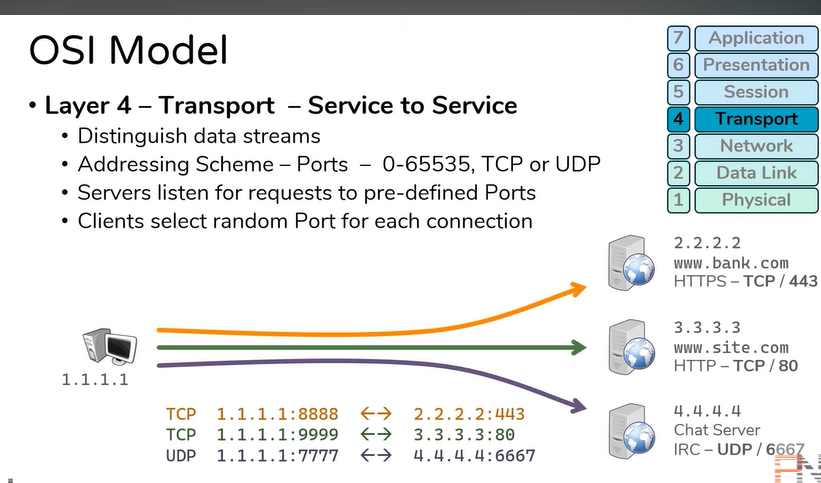 OSI Model
• Layer 4 – Transport – Service to Service
• Distinguish data streams
• Addressing Scheme – Ports – 0-65535, TCP or UDP
• Servers listen for requests to pre-defined Ports
• Clients select random Port for each connection
7 Application
6 Presentation
5 Session
4 Transport
3 Network
2 Data Link
1 Physical
2.2.2.2
www.bank.com
HTTPS – TCP / 443
3.3.3.3
www.site.com
HTTP – TCP / 80
4.4.4.4
Chat Server
IRC – UDP / 6667
1.1.1.1
TCP 1.1.1.1:8888 <-> 2.2.2.2:443
TCP 1.1.1.1:9999 <-> 3.3.3.3:80
UDP 1.1.1.1:7777 <-> 4.4.4.4:6667